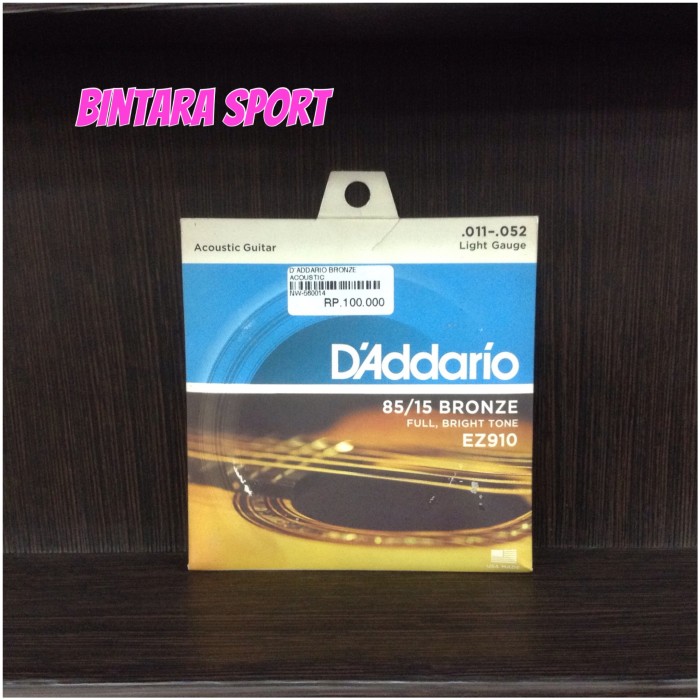 BINTARA SPORT
.011-.052
Acoustic Guitar
Light Gauge
D'ADDARIO BRONZE
ACOUSTIC
NW-560014
RP.100.000
D'Addario
85/15 BRONZE
FULL, BRIGHT TONE
EZ910